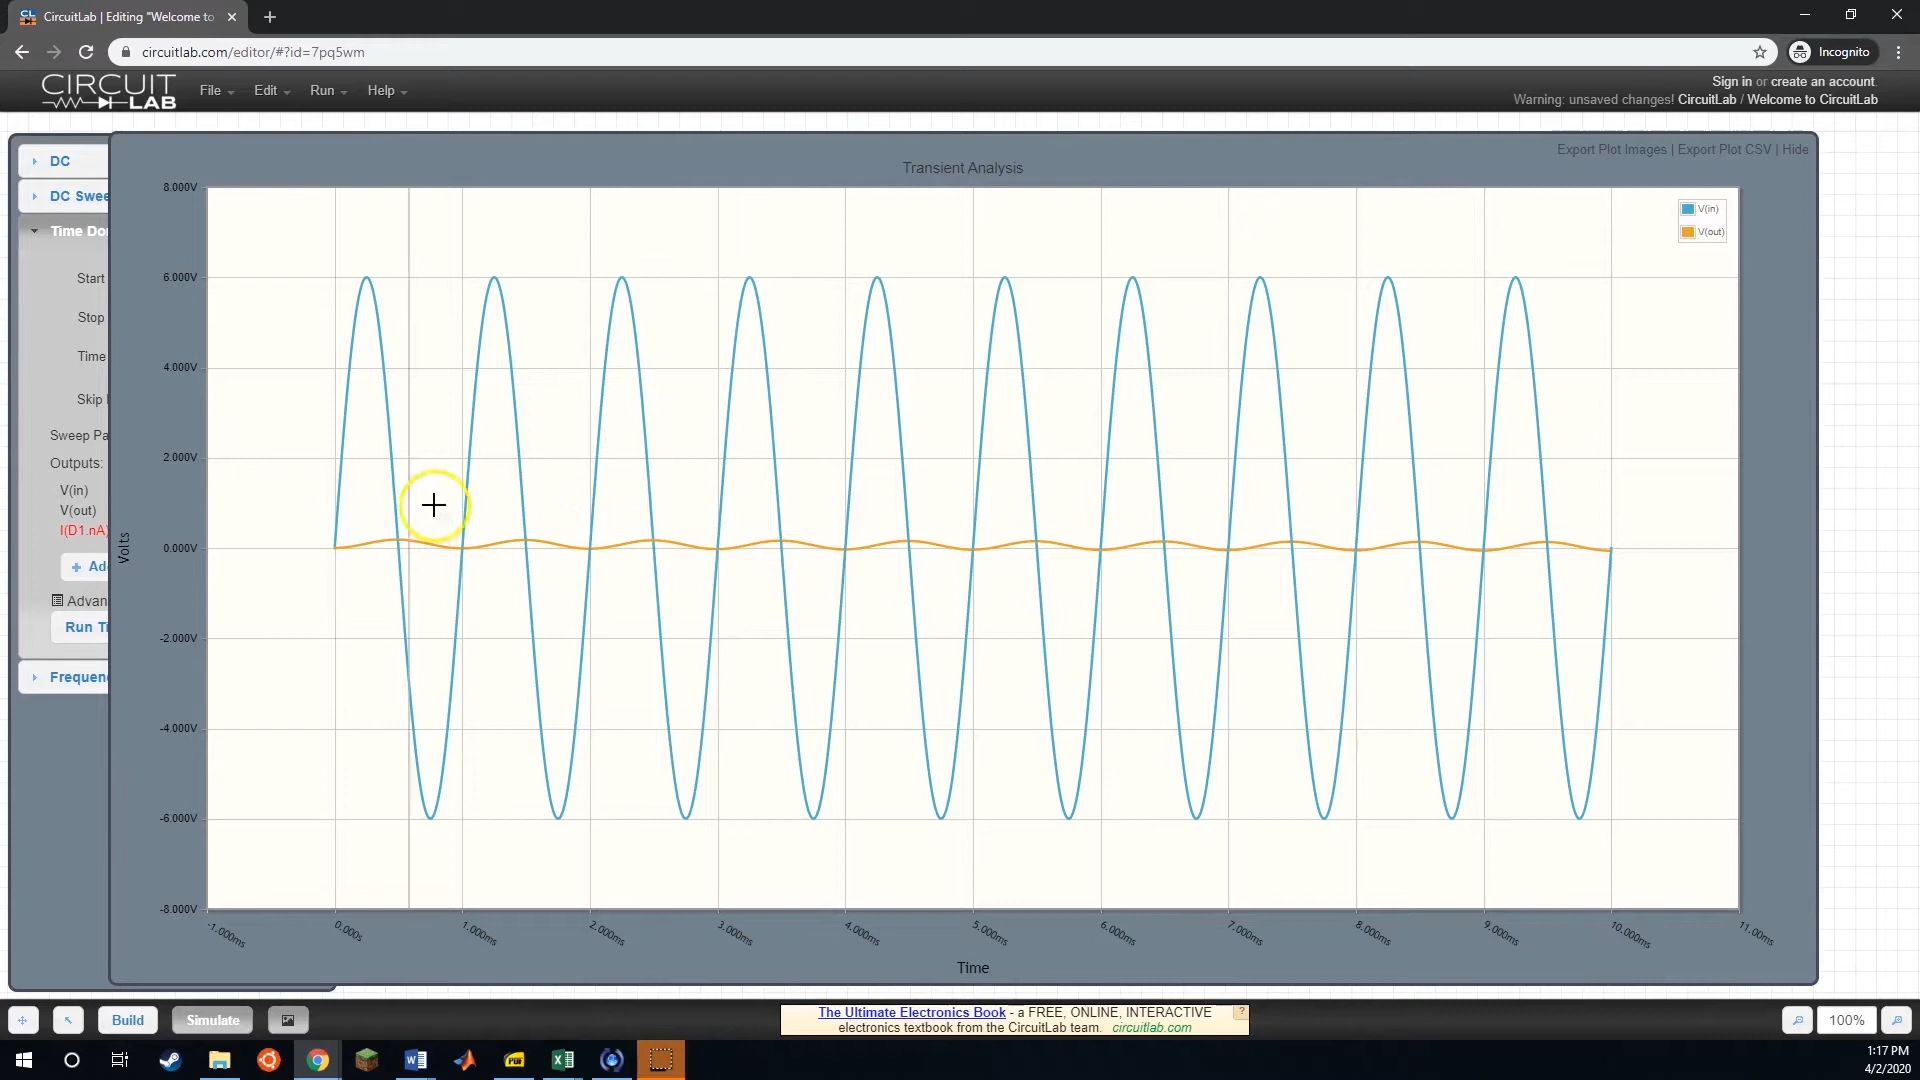 CircuitLab | Editing "Welcome to
circuitlab.com/editor/#?id=7pq5wm
Incognito
CIRCUIT
LAB
File
Edit
Run
Help
Sign in or create an account.
Warning: unsaved changes! CircuitLab / Welcome to CircuitLab
DC
DC Swee
Time Do
Start
Stop
Time
Skip
Sweep Pa
Outputs:
V(in)
V(out)
I(D1.nA)
+ Ad
Advan
Run Ti
Frequen
Export Plot Images | Export Plot CSV | Hide
Transient Analysis
V(in)
V(out)
8.000V
6.000V
4.000V
2.000V
0.000V
-2.000V
-4.000V
-6.000V
-8.000V
Volts
-1.000ms
0.000s
1.000ms
2.000ms
3.000ms
4.000ms
5.000ms
6.000ms
7.000ms
8.000ms
9.000ms
10.000ms
11.00ms
Time
Build
Simulate
The Ultimate Electronics Book - a FREE, ONLINE, INTERACTIVE
electronics textbook from the CircuitLab team. circuitlab.com
?
100%
1:17 PM
4/2/2020